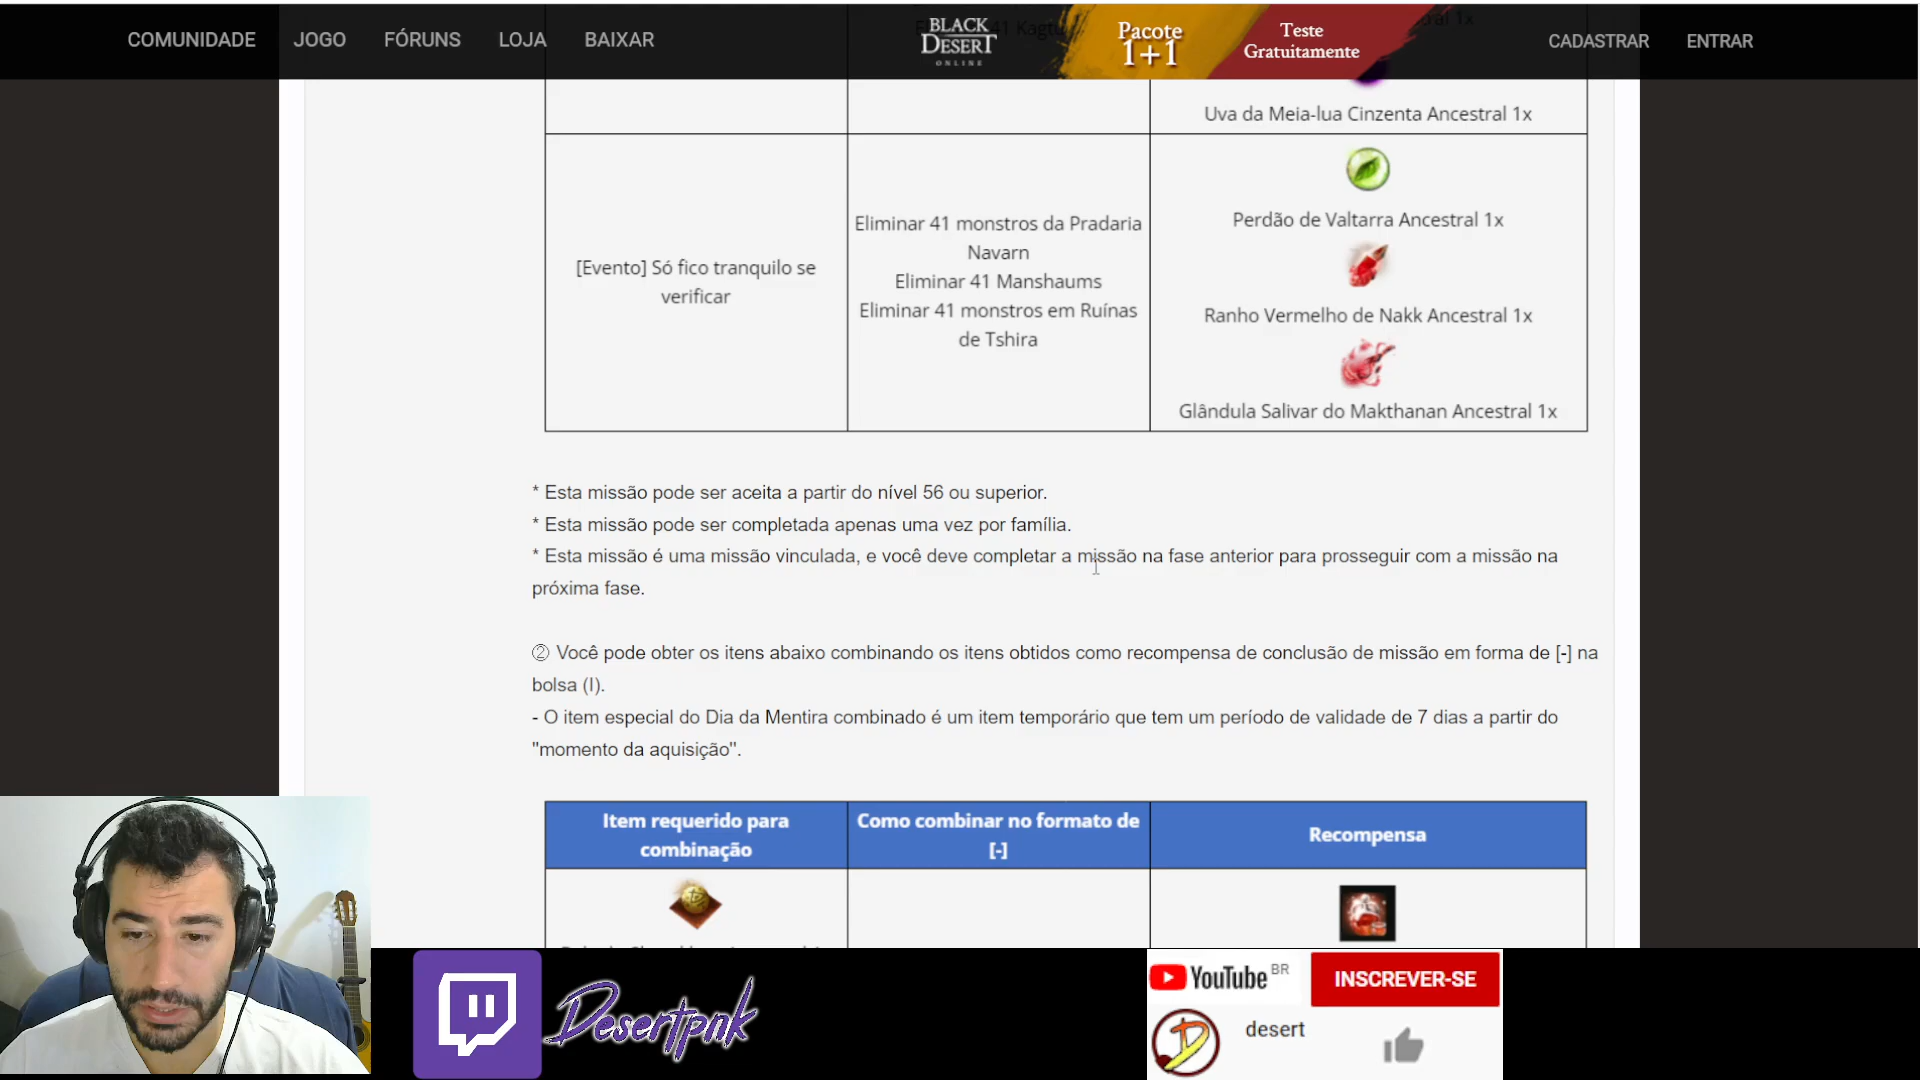 COMUNIDADE JOGO FÓRUNS LOJA BAIXAR
BLACK
DESERT
ONLINE
Pacote
1+1
Teste
Gratuitamente
CADASTRAR ENTRAR
Uva da Meia-lua Cinzenta Ancestral 1x
[Evento] Só fico tranquilo se
verificar
Eliminar 41 monstros da Pradaria
Navarn
Eliminar 41 Manshaums
Eliminar 41 monstros em Ruínas
de Tshira
Perdão de Valtarra Ancestral 1x
Ranho Vermelho de Nakk Ancestral 1x
Glândula Salivar do Makthanan Ancestral 1x
* Esta missão pode ser aceita a partir do nível 56 ou superior.
* Esta missão pode ser completada apenas uma vez por família.
* Esta missão é uma missão vinculada, e você deve completar a missão na fase anterior para prosseguir com a missão na
próxima fase.
② Você pode obter os itens abaixo combinando os itens obtidos como recompensa de conclusão de missão em forma de [-] na
bolsa (I).
- O item especial do Dia da Mentira combinado é um item temporário que tem um período de validade de 7 dias a partir do
"momento da aquisição".
Item requerido para
combinação
Como combinar no formato de
[-]
Recompensa
Desertpnk
YouTube BR
INSCREVER-SE
desert